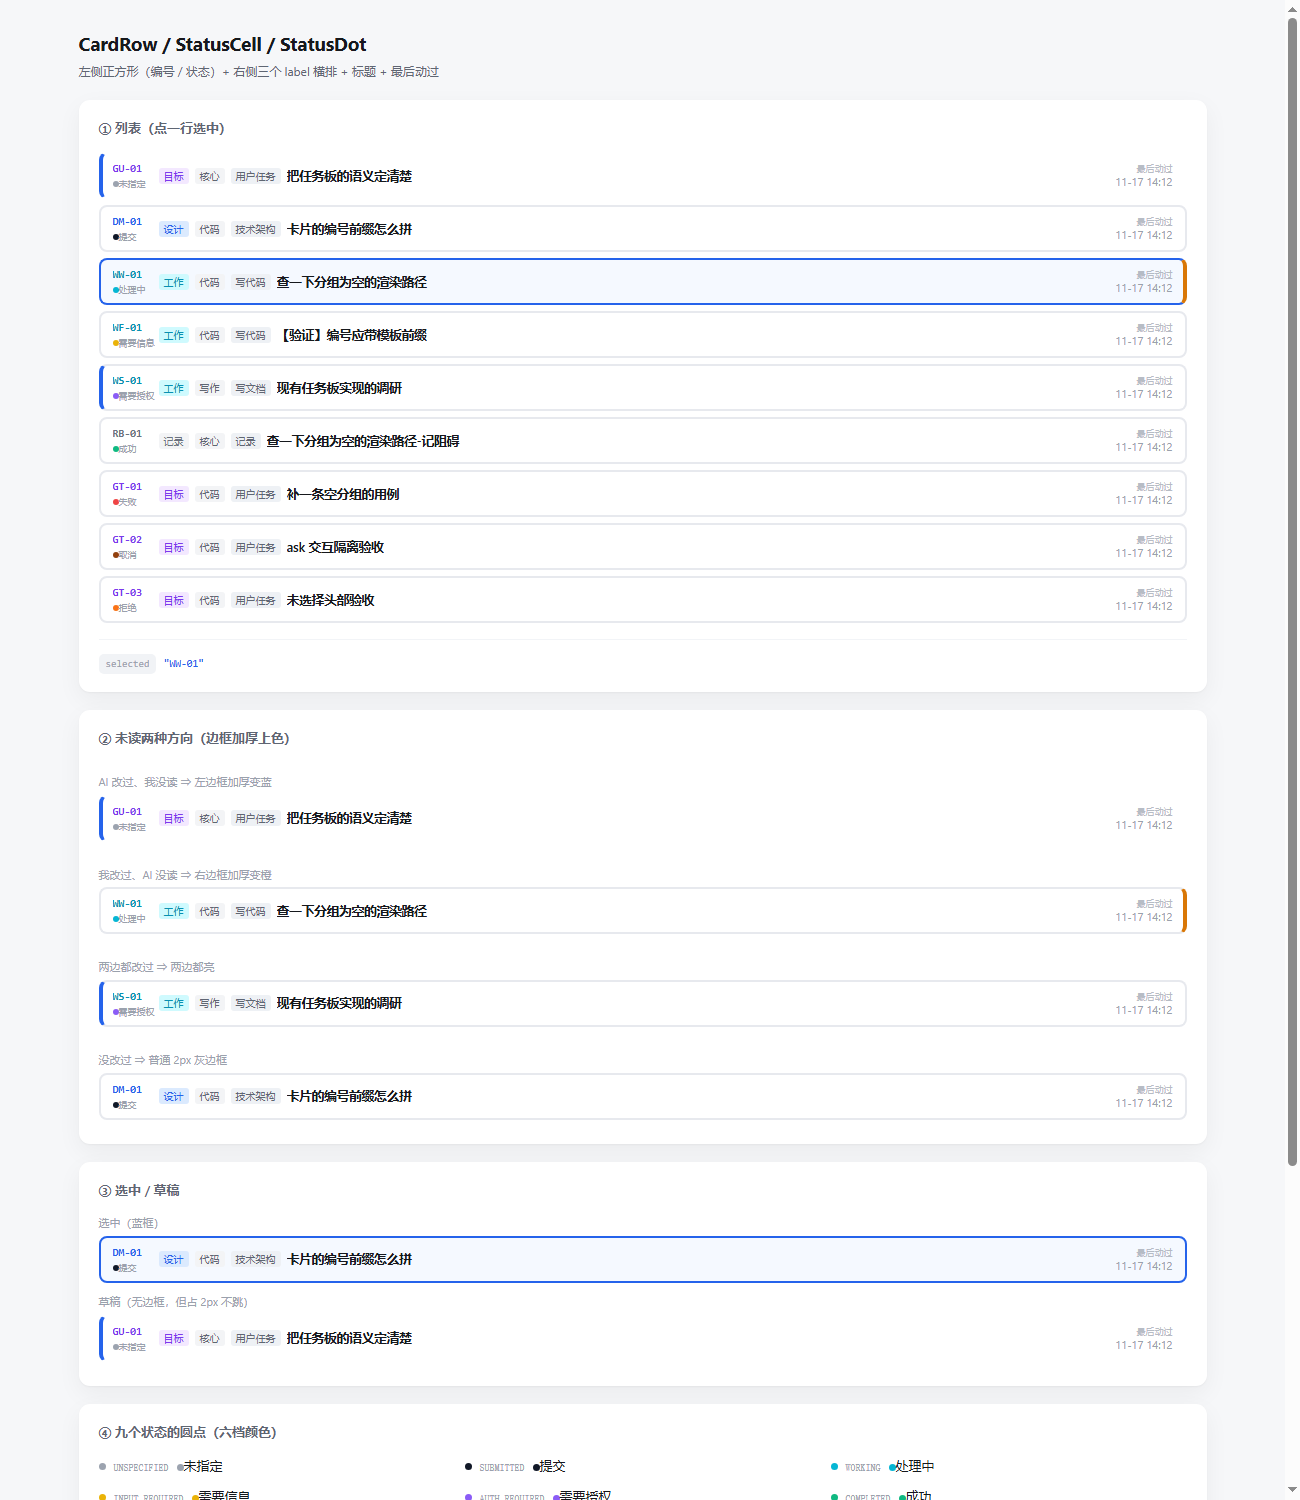 CardRow / StatusCell / StatusDot
左侧正方形（编号 / 状态）+ 右侧三个 label 横排 + 标题 + 最后动过
① 列表（点一行选中）
GU-01 未指定 目标 核心 用户任务 把任务板的语义定清楚 最后动过 11-17 14:12
DM-01 提交 设计 代码 技术架构 卡片的编号前缀怎么拼 最后动过 11-17 14:12
WW-01 处理中 工作 代码 写代码 查一下分组为空的渲染路径 最后动过 11-17 14:12
WF-01 需要信息 工作 代码 写代码 【验证】编号应带模板前缀 最后动过 11-17 14:12
WS-01 需要授权 工作 写作 写文档 现有任务板实现的调研 最后动过 11-17 14:12
RB-01 成功 记录 核心 记录 查一下分组为空的渲染路径-记阻碍 最后动过 11-17 14:12
GT-01 失败 目标 代码 用户任务 补一条空分组的用例 最后动过 11-17 14:12
GT-02 取消 目标 代码 用户任务 ask 交互隔离验收 最后动过 11-17 14:12
GT-03 拒绝 目标 代码 用户任务 未选择头部验收 最后动过 11-17 14:12
selected "WW-01"
② 未读两种方向（边框加厚上色）
AI 改过、我没读 ⇒ 左边框加厚变蓝
GU-01 未指定 目标 核心 用户任务 把任务板的语义定清楚 最后动过 11-17 14:12
我改过、AI 没读 ⇒ 右边框加厚变橙
WW-01 处理中 工作 代码 写代码 查一下分组为空的渲染路径 最后动过 11-17 14:12
两边都改过 ⇒ 两边都亮
WS-01 需要授权 工作 写作 写文档 现有任务板实现的调研 最后动过 11-17 14:12
没改过 ⇒ 普通 2px 灰边框
DM-01 提交 设计 代码 技术架构 卡片的编号前缀怎么拼 最后动过 11-17 14:12
③ 选中 / 草稿
选中（蓝框）
DM-01 提交 设计 代码 技术架构 卡片的编号前缀怎么拼 最后动过 11-17 14:12
草稿（无边框，但占 2px 不跳）
GU-01 未指定 目标 核心 用户任务 把任务板的语义定清楚 最后动过 11-17 14:12
④ 九个状态的圆点（六档颜色）
UNSPECIFIED 未指定 SUBMITTED 提交 WORKING 处理中
INPUT_REQUIRED 需要信息 AUTH_REQUIRED 需要授权 COMPLETED 成功